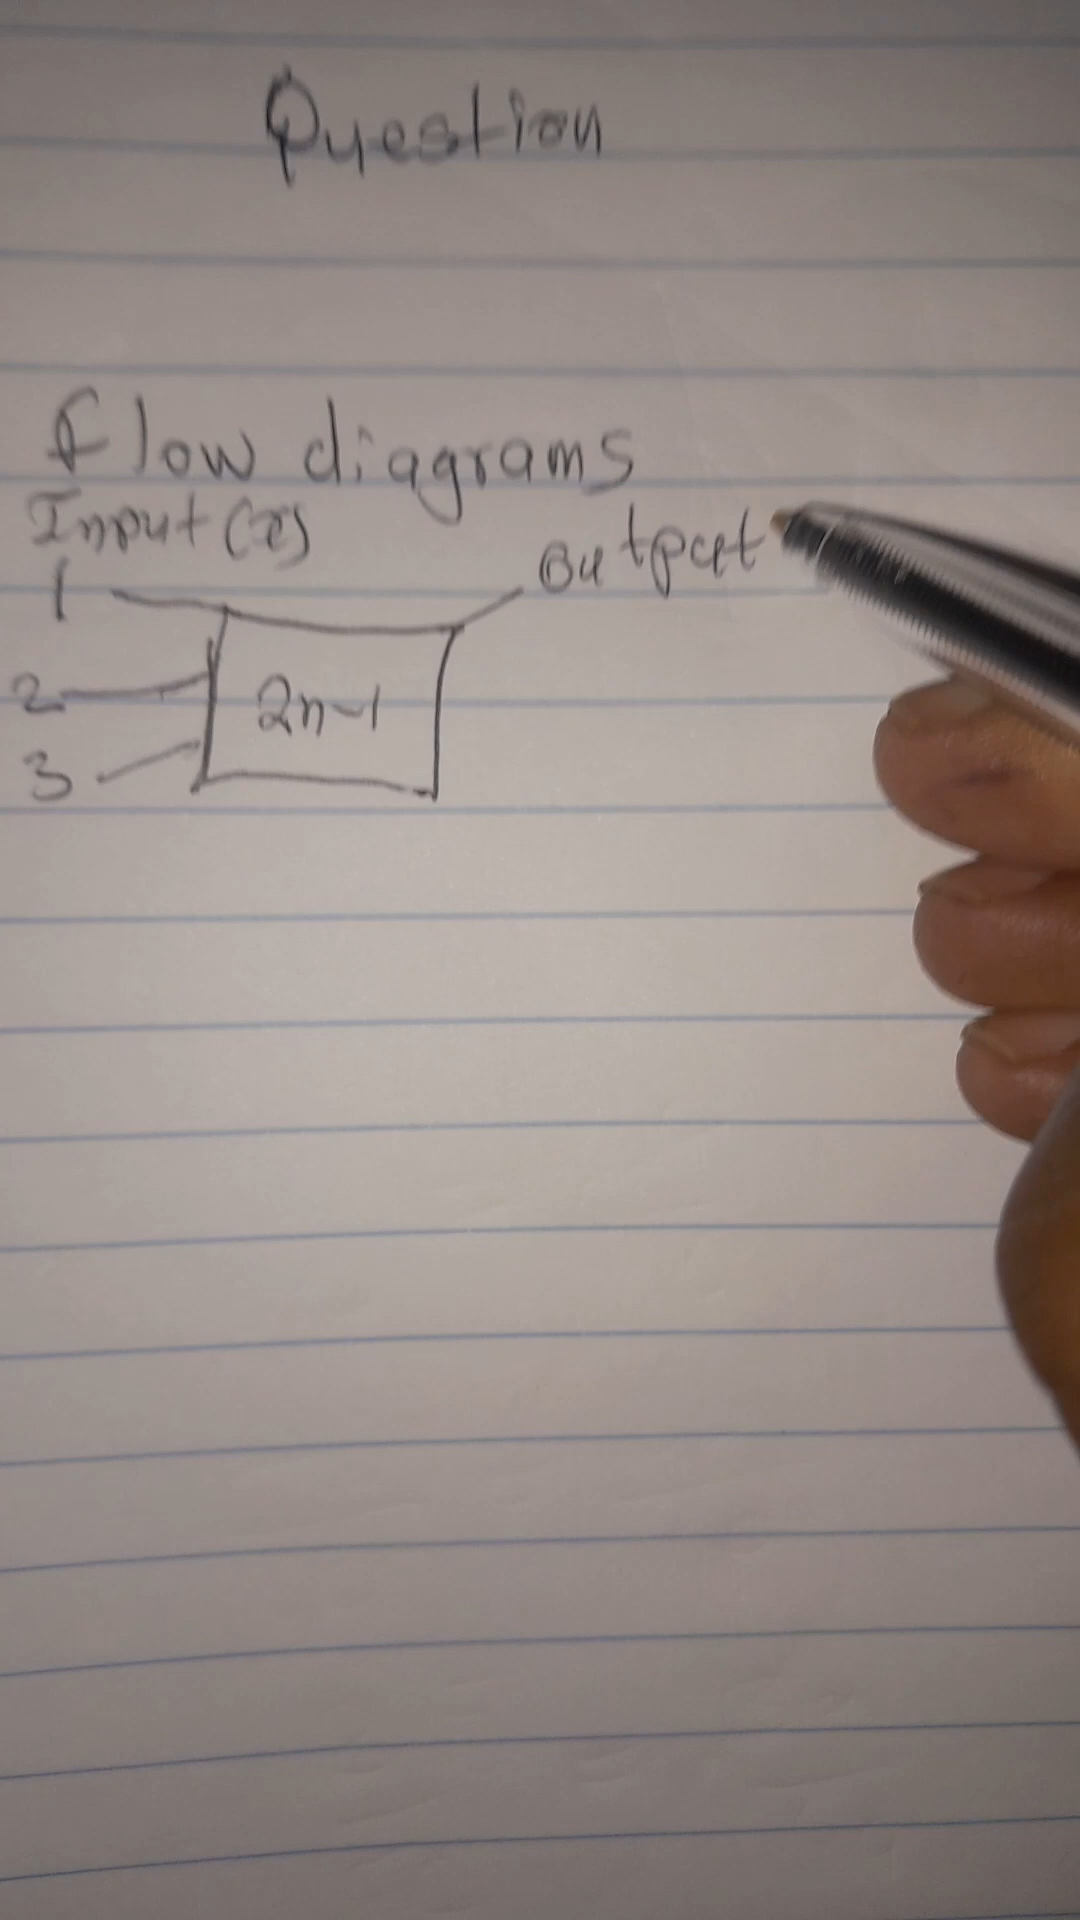 Question
Flow diagrams
Input (x)
output
1
2
2n-1
3